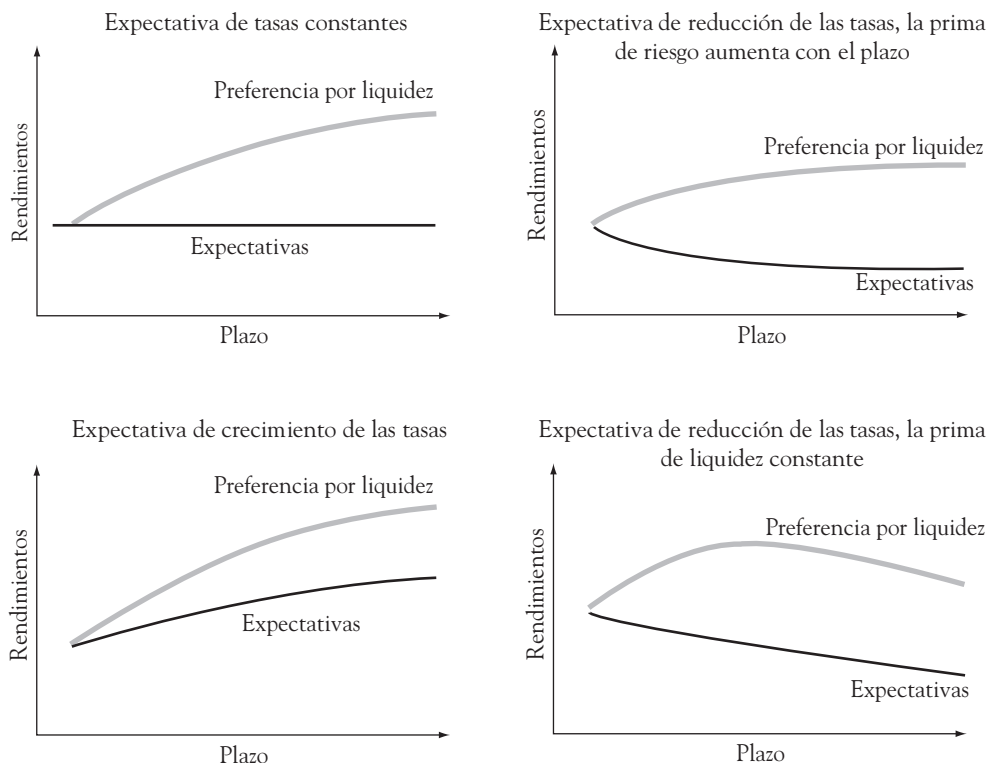 Expectativa de tasas constantes
Preferencia por liquidez
Rendimientos
Expectativas
Plazo
Expectativa de reducción de las tasas, la prima
de riesgo aumenta con el plazo
Preferencia por liquidez
Rendimientos
Expectativas
Plazo
Expectativa de crecimiento de las tasas
Preferencia por liquidez
Rendimientos
Expectativas
Plazo
Expectativa de reducción de las tasas, la prima
de liquidez constante
Preferencia por liquidez
Rendimientos
Expectativas
Plazo